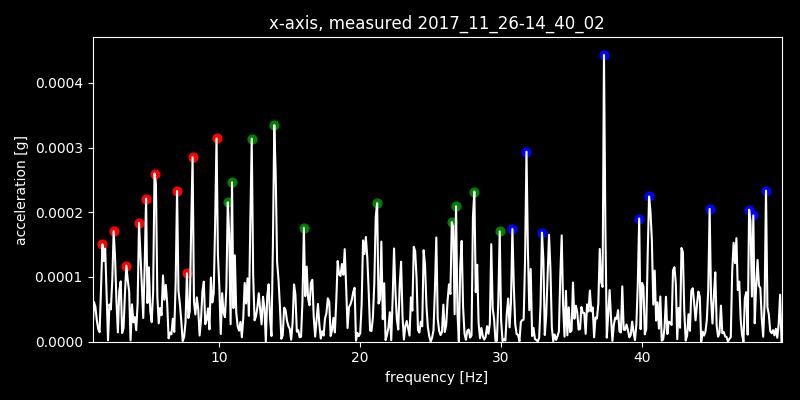 x-axis, measured 2017_11_26-14_40_02
0.0004
0.0003
0.0002
0.0001
0.0000
acceleration [g]
10 20 30 40
frequency [Hz]